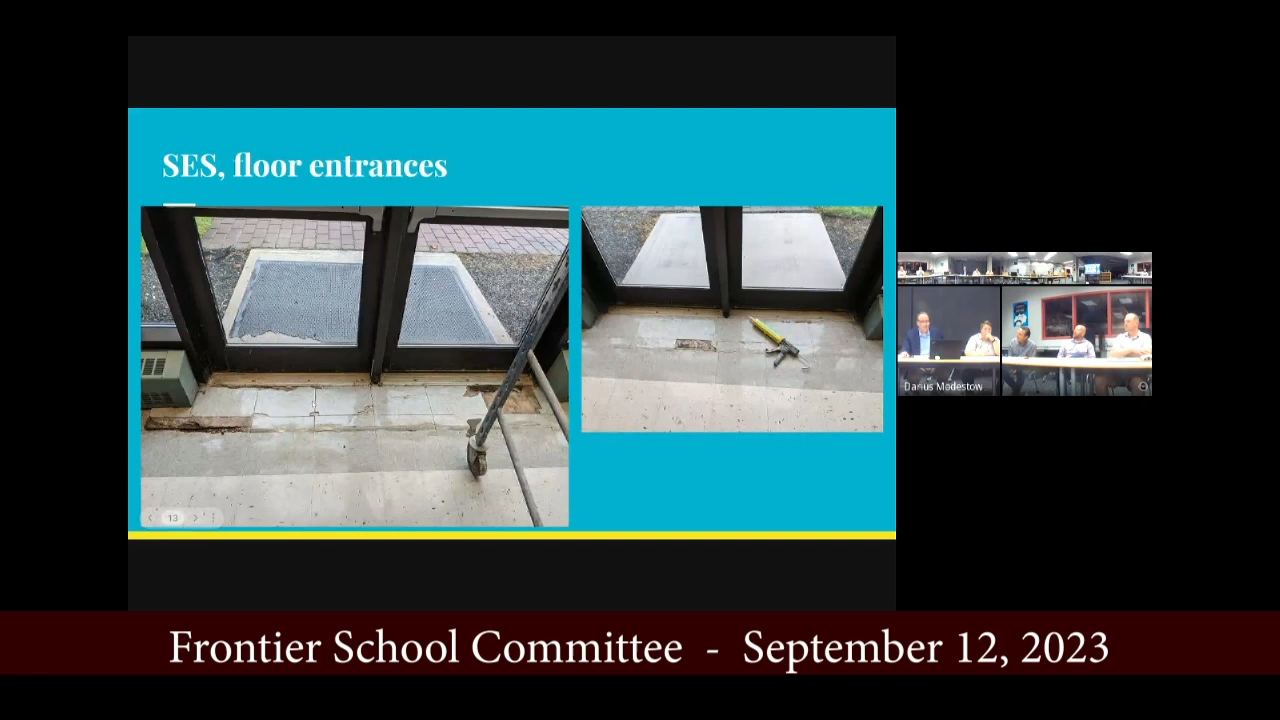 SES, floor entrances
13
Darius Modestow
Frontier School Committee - September 12, 2023